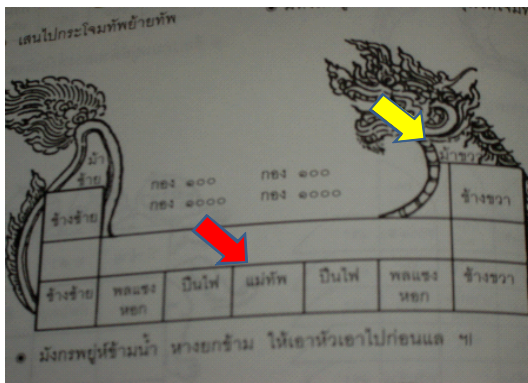 เสนไปกระโจมทัพย้ายทัพ
ม้า
ซ้าย
ม้าขวา
กอง ๑๐๐ กอง ๑๐๐
กอง ๑๐๐๐ กอง ๑๐๐๐
ช้างซ้าย
ช้างขวา
ช้างซ้าย พลแซง ปืนไฟ แม่ทัพ ปืนไฟ พลแซง ช้างขวา
หอก หอก
● มังกรพยู่ห์ข้ามน้ำ หางยกข้าม ให้เอาหัวเอาไปก่อนแล ฯ